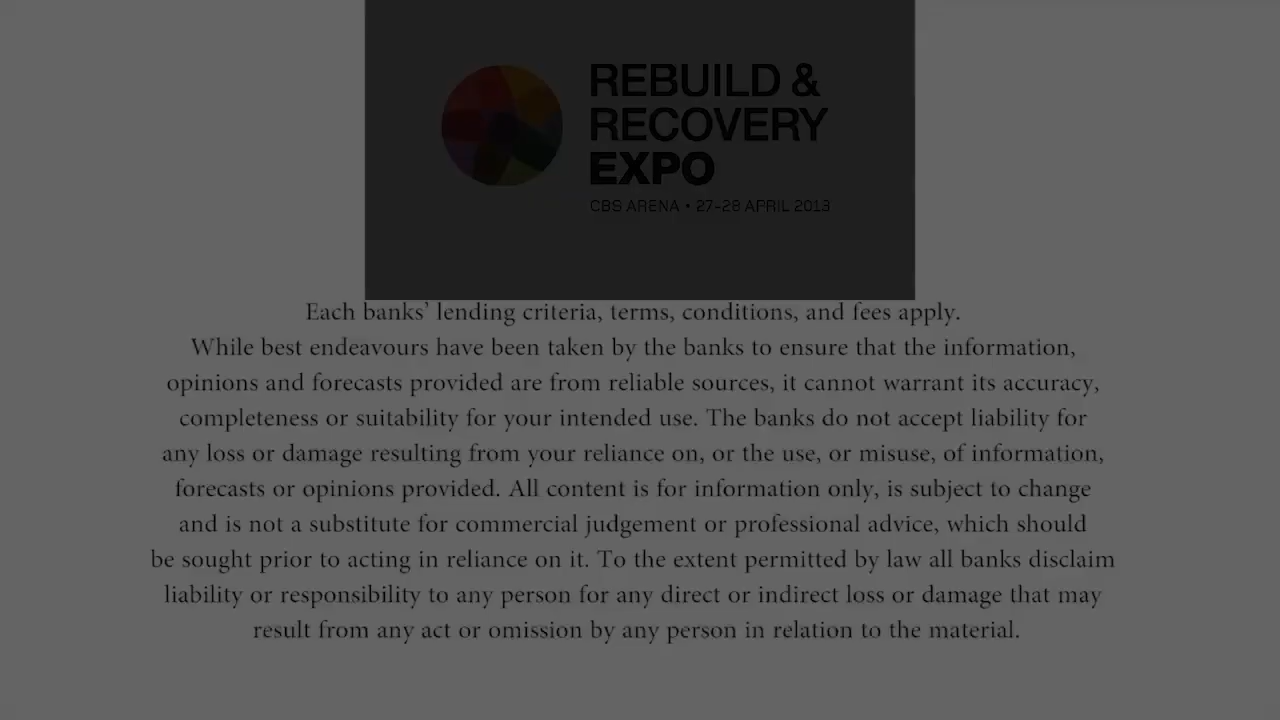 REBUILD &
RECOVERY
EXPO
CBS ARENA • 27-28 APRIL 2013
Each banks’ lending criteria, terms, conditions, and fees apply.
While best endeavours have been taken by the banks to ensure that the information,
opinions and forecasts provided are from reliable sources, it cannot warrant its accuracy,
completeness or suitability for your intended use. The banks do not accept liability for
any loss or damage resulting from your reliance on, or the use, or misuse, of information,
forecasts or opinions provided. All content is for information only, is subject to change
and is not a substitute for commercial judgement or professional advice, which should
be sought prior to acting in reliance on it. To the extent permitted by law all banks disclaim
liability or responsibility to any person for any direct or indirect loss or damage that may
result from any act or omission by any person in relation to the material.